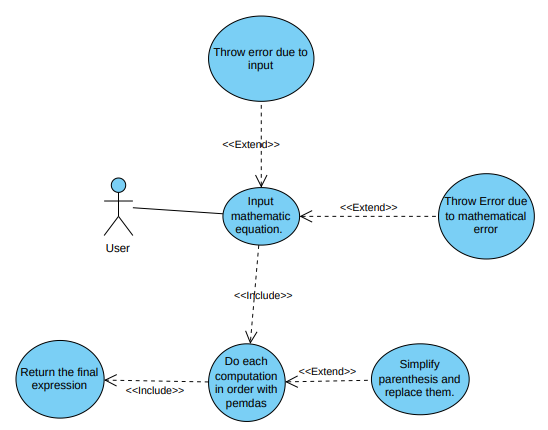 Throw error due to
input
<<Extend>>
Input
mathematic
equation.
<<Extend>>
Throw Error due
to mathematical
error
User
<<Include>>
Return the final
expression
<<Include>>
Do each
computation
in order with
pemdas
<<Extend>>
Simplify
parenthesis and
replace them.